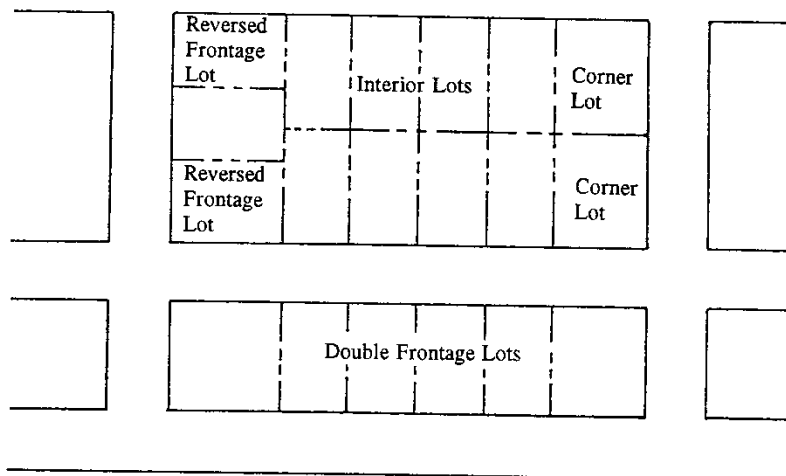 Reversed
Frontage
Lot
Interior Lots
Corner
Lot
Reversed
Frontage
Lot
Corner
Lot
Double Frontage Lots